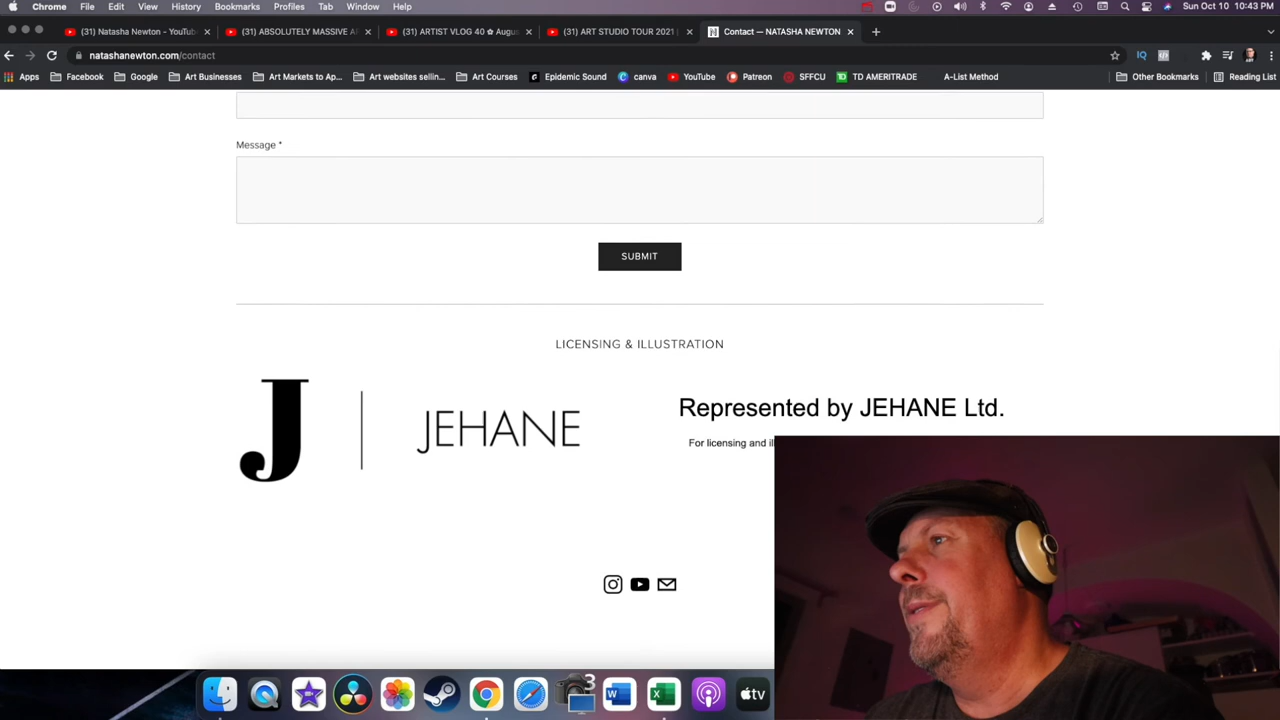 Chrome File Edit View History Bookmarks Profiles Tab Window Help Sun Oct 10 10:43 PM
(31) Natasha Newton - YouTub
(31) ABSOLUTELY MASSIVE A
(31) ARTIST VLOG 40 ✿ Augus
(31) ART STUDIO TOUR 2021 |
Contact — NATASHA NEWTON
natashanewton.com/contact
Apps Facebook Google Art Businesses Art Markets to Ap... Art websites sellin... Art Courses Epidemic Sound canva YouTube Patreon SFFCU TD AMERITRADE A-List Method Other Bookmarks Reading List
Message *
SUBMIT
LICENSING & ILLUSTRATION
J | JEHANE
Represented by JEHANE Ltd.
For licensing and il
3
tv